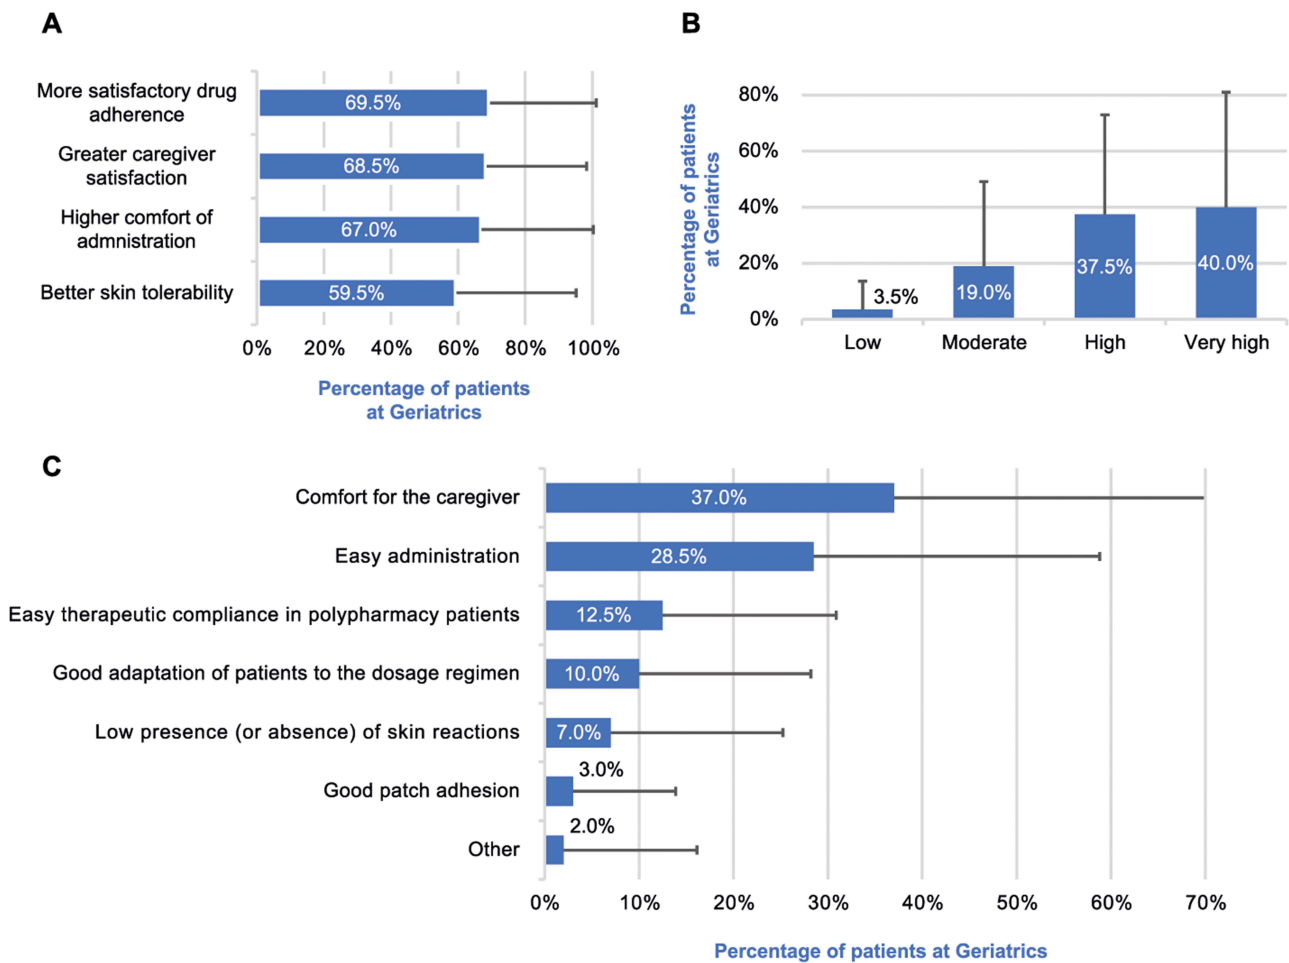 A
More satisfactory drug
adherence
69.5%
Greater caregiver
satisfaction
68.5%
Higher comfort of
admnistration
67.0%
Better skin tolerability
59.5%
0% 20% 40% 60% 80% 100%
Percentage of patients
at Geriatrics
B
Percentage of patients
at Geriatrics
80%
60%
40%
20%
0%
3.5%
19.0%
37.5%
40.0%
Low Moderate High Very high
C
Comfort for the caregiver 37.0%
Easy administration 28.5%
Easy therapeutic compliance in polypharmacy patients 12.5%
Good adaptation of patients to the dosage regimen 10.0%
Low presence (or absence) of skin reactions 7.0%
3.0%
Good patch adhesion
2.0%
Other
0% 10% 20% 30% 40% 50% 60% 70%
Percentage of patients at Geriatrics